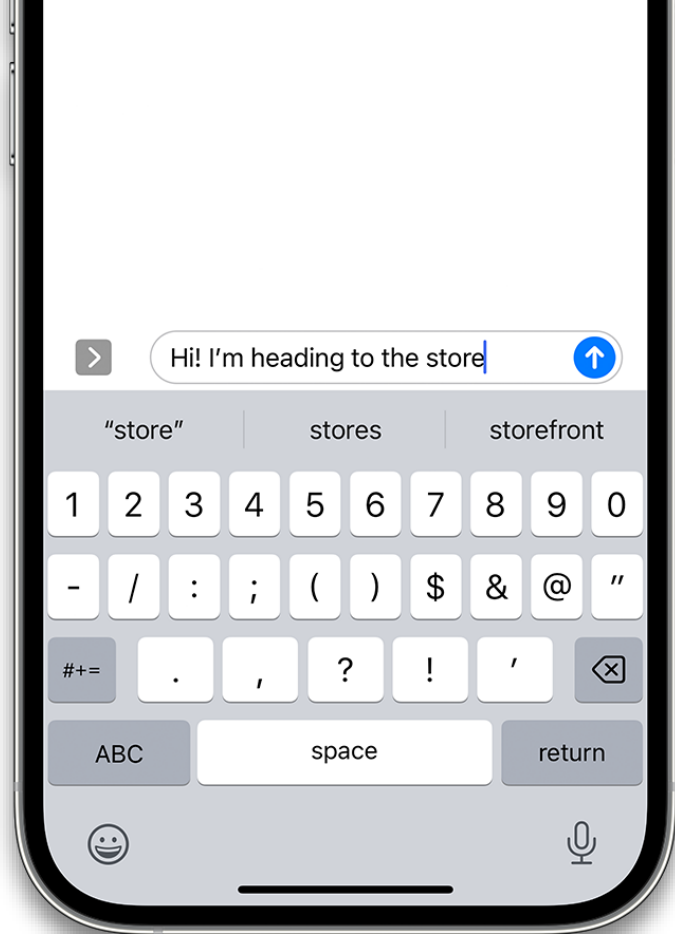 Hi! I’m heading to the store
“store” stores storefront
1 2 3 4 5 6 7 8 9 0
- / : ; ( ) $ & @ "
#+= . , ? ! ’
ABC space return